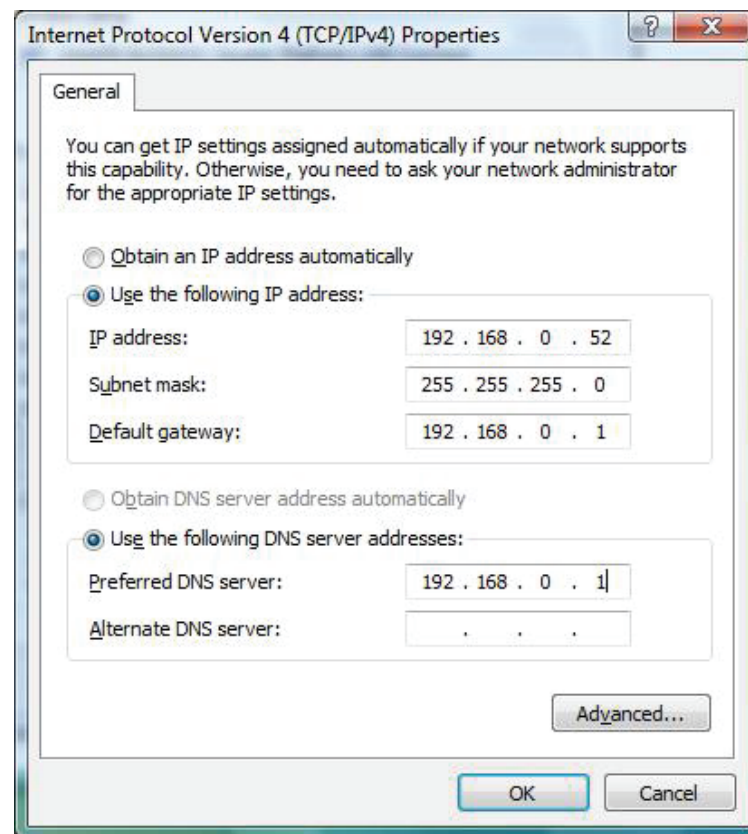 Internet Protocol Version 4 (TCP/IPv4) Properties
?
X
General
You can get IP settings assigned automatically if your network supports
this capability. Otherwise, you need to ask your network administrator
for the appropriate IP settings.
Obtain an IP address automatically
Use the following IP address:
IP address: 192 . 168 . 0 . 52
Subnet mask: 255 . 255 . 255 . 0
Default gateway: 192 . 168 . 0 . 1
Obtain DNS server address automatically
Use the following DNS server addresses:
Preferred DNS server: 192 . 168 . 0 . 1
Alternate DNS server: . . .
Advanced...
OK Cancel